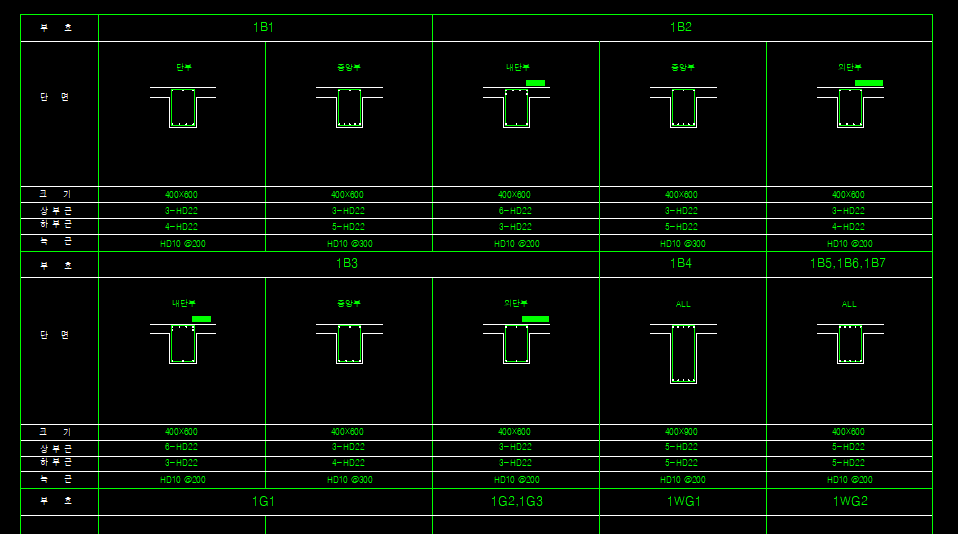 부 호 1B1 1B2
단부 중앙부 내단부 중앙부 외단부
단 면
크 기 400X600 400X600 400X600 400X600 400X600
상 부 근 3-HD22 3-HD22 6-HD22 3-HD22 3-HD22
하 부 근 4-HD22 5-HD22 3-HD22 5-HD22 4-HD22
늑 근 HD10 @200 HD10 @300 HD10 @200 HD10 @300 HD10 @200
부 호 1B3 1B4 1B5,1B6,1B7
내단부 중앙부 외단부 ALL ALL
단 면
크 기 400X600 400X600 400X600 400X900 400X600
상 부 근 6-HD22 3-HD22 3-HD22 5-HD22 5-HD22
하 부 근 3-HD22 4-HD22 3-HD22 5-HD22 5-HD22
늑 근 HD10 @200 HD10 @300 HD10 @200 HD10 @200 HD10 @200
부 호 1G1 1G2,1G3 1WG1 1WG2